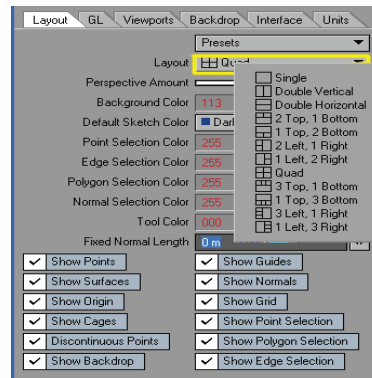 Layout GL Viewports Backdrop Interface Units
Presets
Layout Quad
Perspective Amount
Background Color 113
Default Sketch Color
Point Selection Color 255
Edge Selection Color 255
Polygon Selection Color 255
Normal Selection Color 255
Tool Color 000
Fixed Normal Length 0 m
Single
Double Vertical
Double Horizontal
2 Top, 1 Bottom
1 Top, 2 Bottom
2 Left, 1 Right
1 Left, 2 Right
Quad
3 Top, 1 Bottom
1 Top, 3 Bottom
3 Left, 1 Right
1 Left, 3 Right
Show Points Show Guides
Show Surfaces Show Normals
Show Origin Show Grid
Show Cages Show Point Selection
Discontinuous Points Show Polygon Selection
Show Backdrop Show Edge Selection